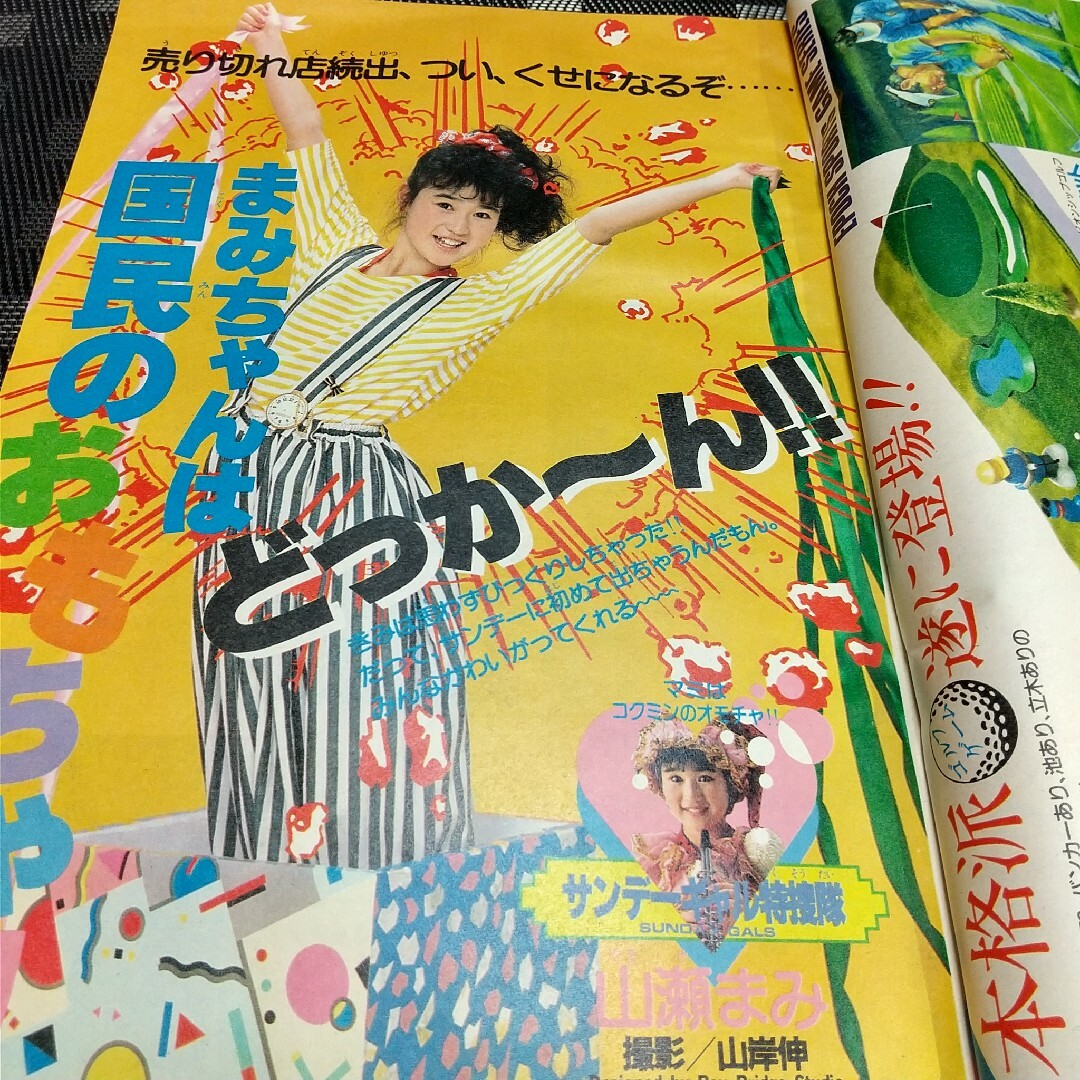 売り切れ店続出、つい、くせになるぞ……
まみちゃんは
国民のおもちゃ
どっか〜ん!!
まみは思わずびっくりしちゃった!!
だって、サンデーに初めて出ちゃうんだもん。
みんなかわいがってくれる〜〜
マミは
コクミンのオモチャ!!
サンデーギャル特捜隊
SUNDAY GALS
山瀬まみ
撮影／山岸伸
EPOCH SPORTS GAME SERIES
本格派
遂に登場!!
バンカーあり、池あり、立木ありの